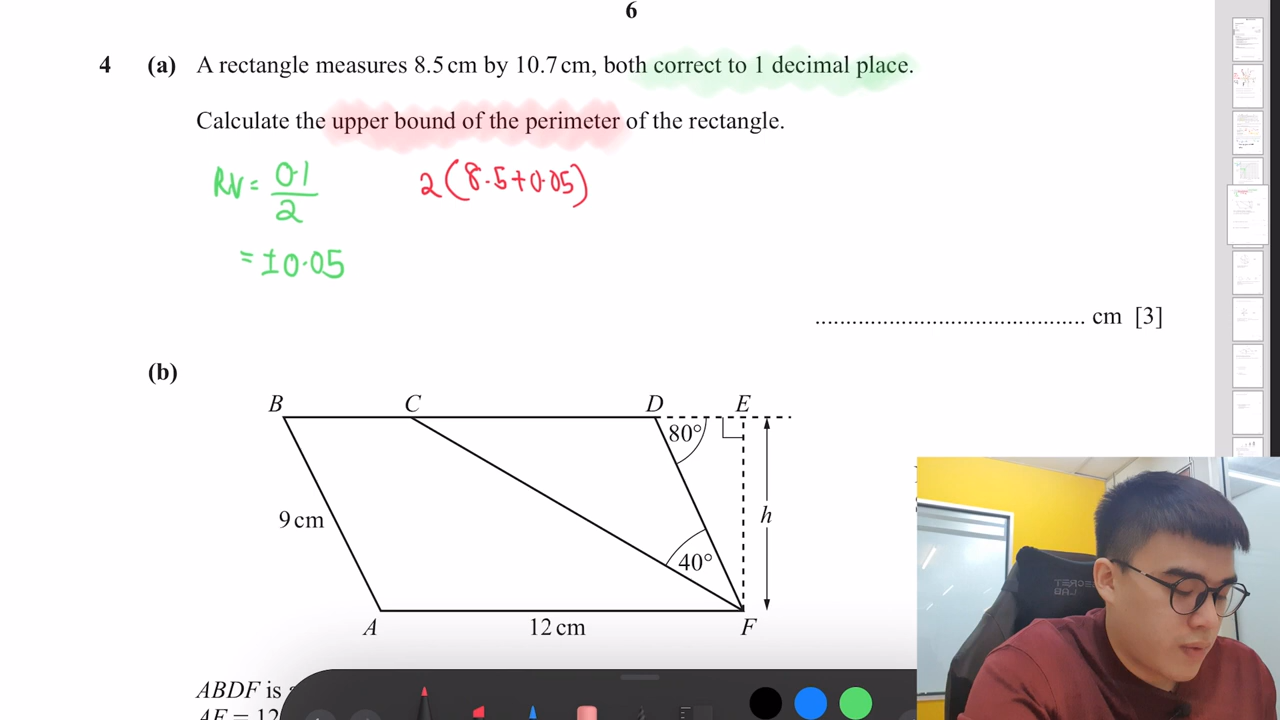 6
4 (a) A rectangle measures 8.5 cm by 10.7 cm, both correct to 1 decimal place.
Calculate the upper bound of the perimeter of the rectangle.
RV = 0.1/2
= ±0.05
2(8.5+0.05)
.......................................... cm [3]
(b)
B C D E
80°
9 cm
h
40°
A 12 cm F
ABDF is
AF = 12